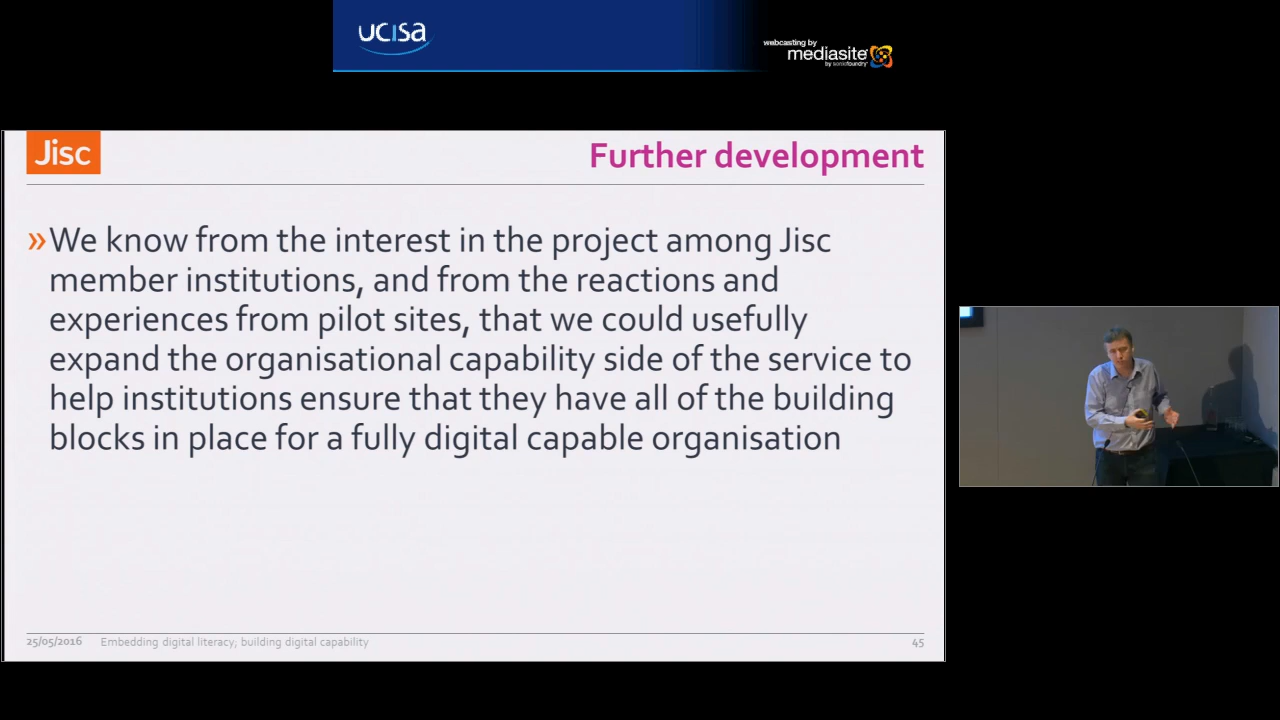 ucisa
webcasting by
mediasite
by sonicfoundry
Jisc
Further development
»We know from the interest in the project among Jisc
member institutions, and from the reactions and
experiences from pilot sites, that we could usefully
expand the organisational capability side of the service to
help institutions ensure that they have all of the building
blocks in place for a fully digital capable organisation
25/05/2016 Embedding digital literacy; building digital capability 45